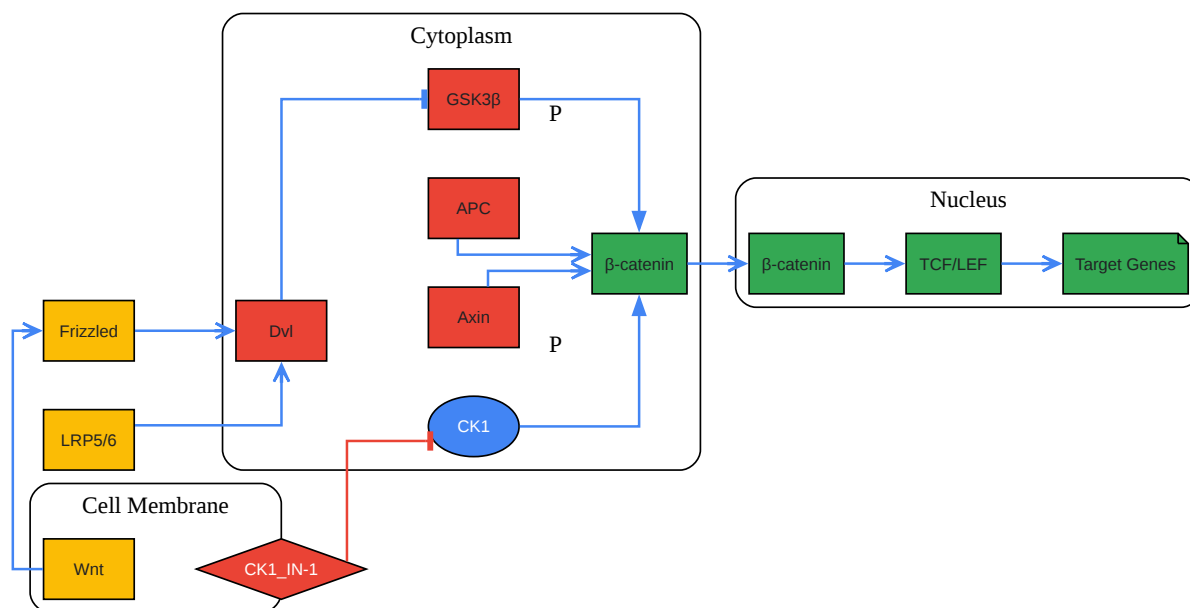 Cytoplasm
GSK3β
P
APC
Nucleus
β-catenin
β-catenin
TCF/LEF
Target Genes
Frizzled
Dvl
Axin
P
LRP5/6
CK1
Cell Membrane
Wnt
CK1_IN-1